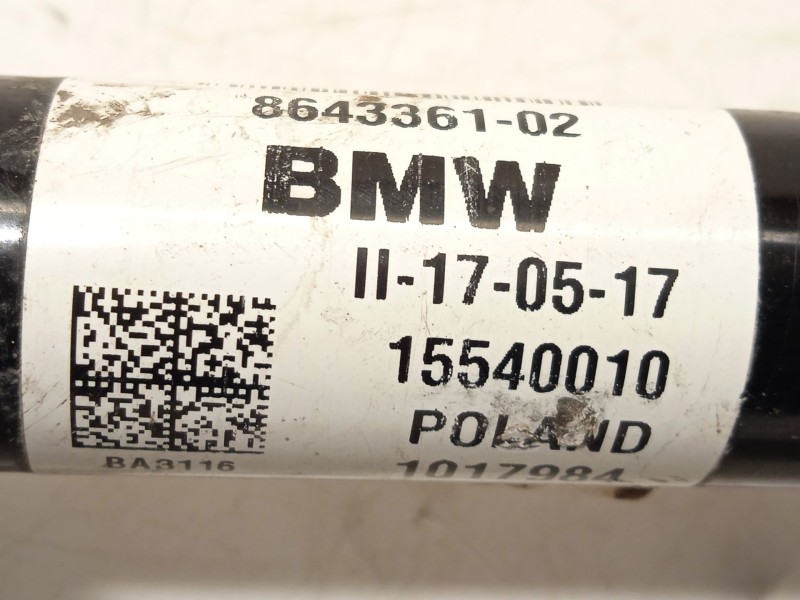 8643361-02
BMW
II-17-05-17
15540010
POLAND
BA3116
1017984